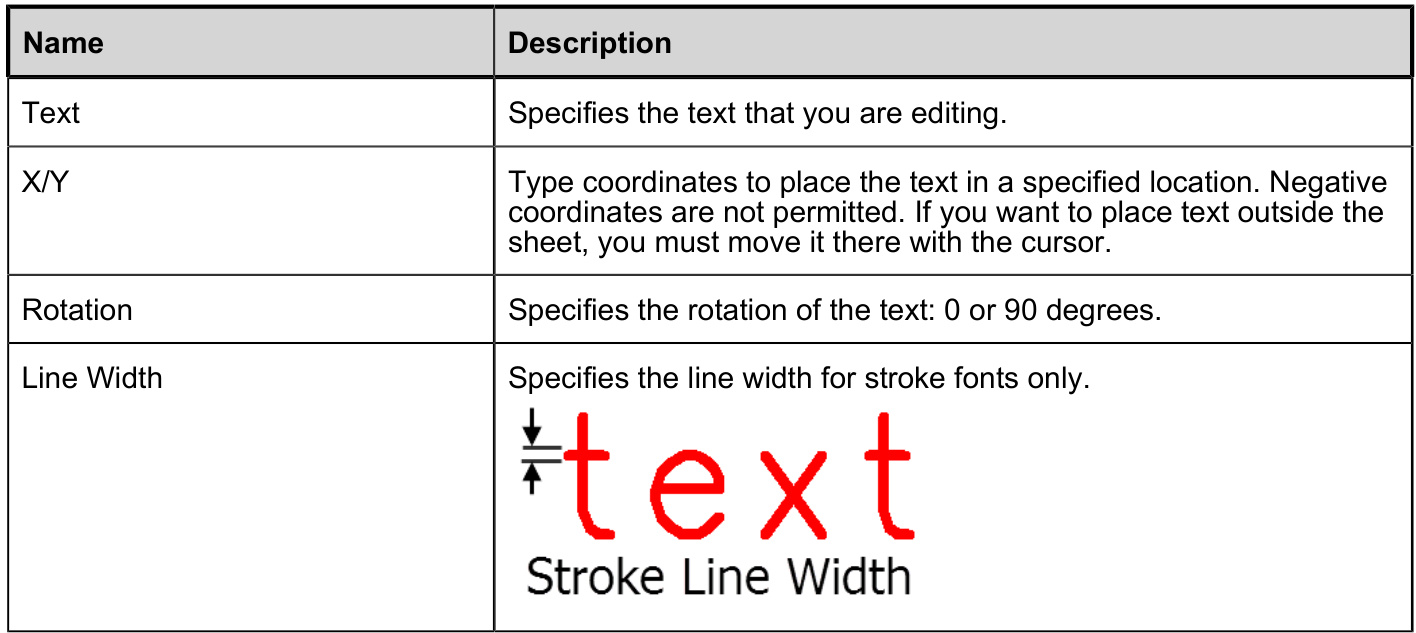 Name Description
Text Specifies the text that you are editing.
X/Y Type coordinates to place the text in a specified location. Negative
coordinates are not permitted. If you want to place text outside the
sheet, you must move it there with the cursor.
Rotation Specifies the rotation of the text: 0 or 90 degrees.
Line Width Specifies the line width for stroke fonts only.
text
Stroke Line Width